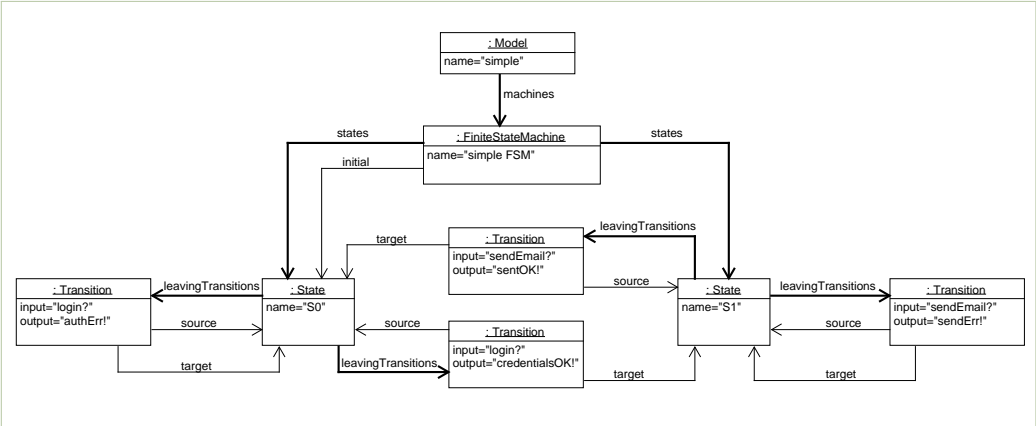 : Model
name="simple"
machines
states
: FiniteStateMachine
states
name="simple FSM"
initial
leavingTransitions
target
: Transition
input="sendEmail?"
output="sentOK!"
source
: Transition
input="login?"
output="authErr!"
leavingTransitions
: State
name="S0"
: State
name="S1"
leavingTransitions
: Transition
input="sendEmail?"
output="sendErr!"
source
source
: Transition
input="login?"
output="credentialsOK!"
source
target
leavingTransitions
target
target